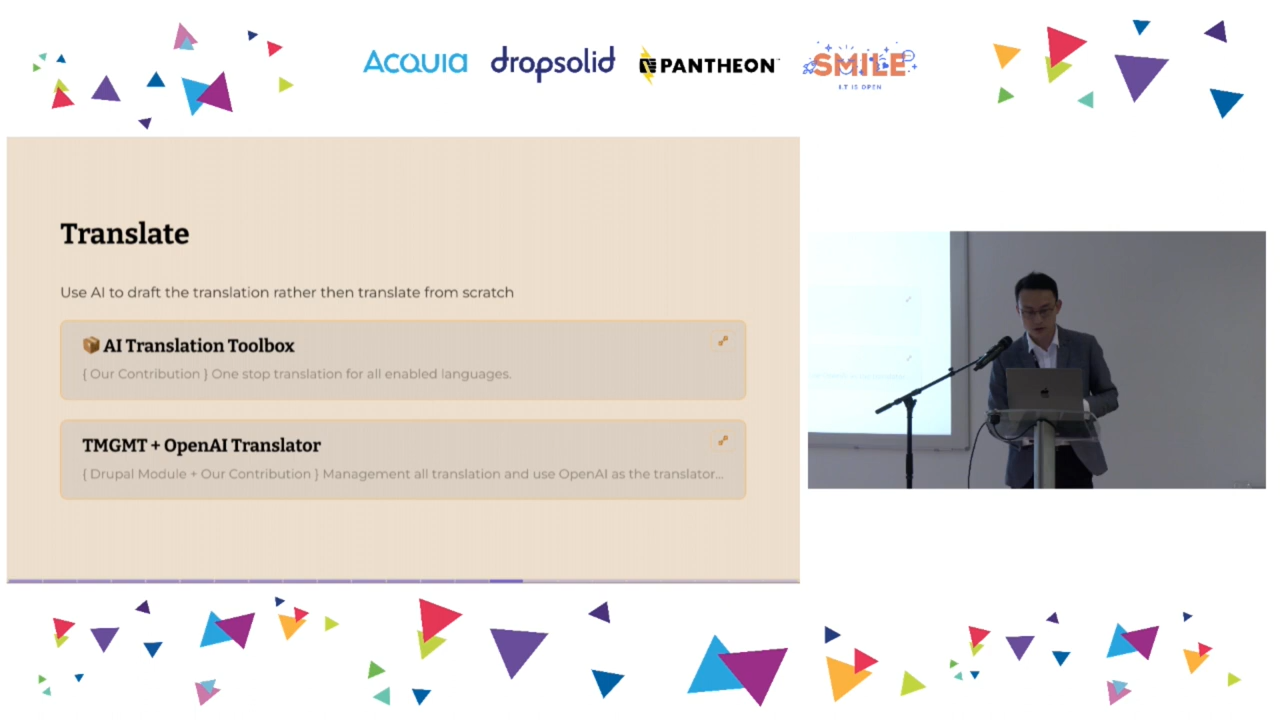 ACQUIA
dropsolid
PANTHEON
SMILE
I.T IS OPEN
Translate
Use AI to draft the translation rather then translate from scratch
AI Translation Toolbox
{ Our Contribution } One stop translation for all enabled languages.
TMGMT + OpenAI Translator
{ Drupal Module + Our Contribution } Management all translation and use OpenAI as the translator...